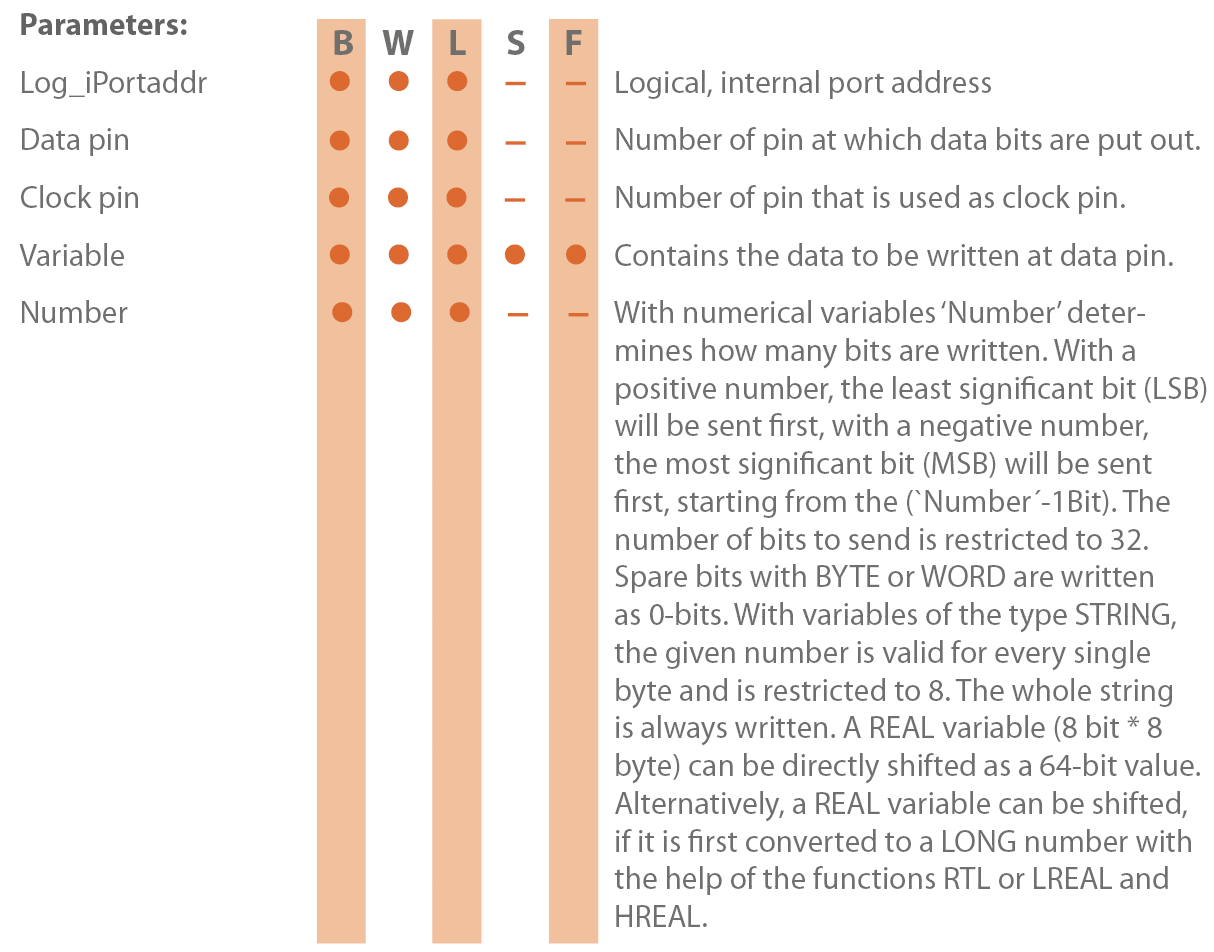 Parameters:
B W L S F
Log_iPortaddr ● ● ● – – Logical, internal port address
Data pin ● ● ● – – Number of pin at which data bits are put out.
Clock pin ● ● ● – – Number of pin that is used as clock pin.
Variable ● ● ● ● ● Contains the data to be written at data pin.
Number ● ● ● – – With numerical variables ‘Number’ deter-
mines how many bits are written. With a
positive number, the least significant bit (LSB)
will be sent first, with a negative number,
the most significant bit (MSB) will be sent
first, starting from the (`Number´-1Bit). The
number of bits to send is restricted to 32.
Spare bits with BYTE or WORD are written
as 0-bits. With variables of the type STRING,
the given number is valid for every single
byte and is restricted to 8. The whole string
is always written. A REAL variable (8 bit * 8
byte) can be directly shifted as a 64-bit value.
Alternatively, a REAL variable can be shifted,
if it is first converted to a LONG number with
the help of the functions RTL or LREAL and
HREAL.